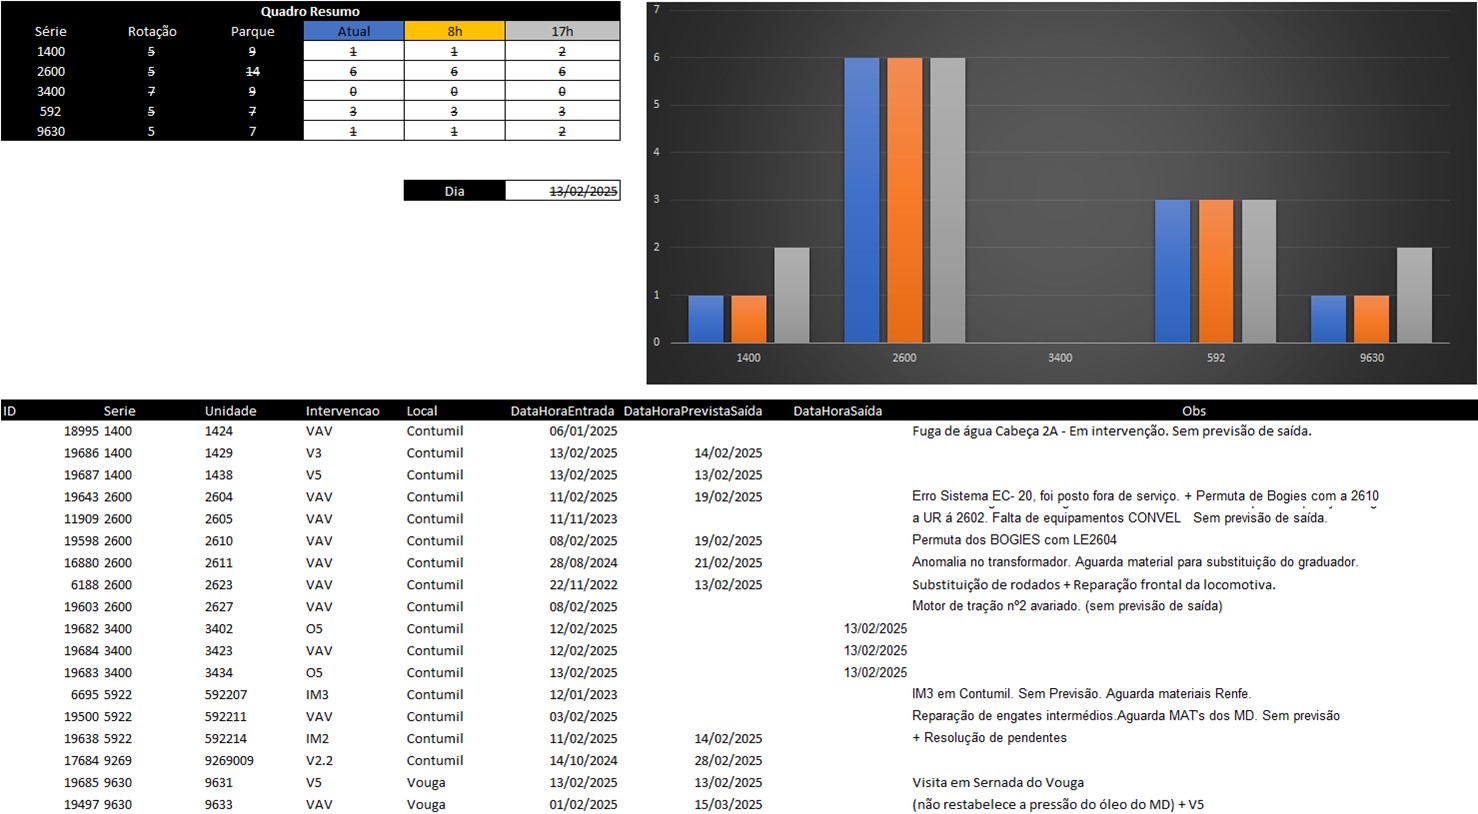 Quadro Resumo
Série Rotação Parque Atual 8h 17h
1400 5 9 1 1 2
2600 5 14 6 6 6
3400 7 9 0 0 0
592 5 7 3 3 3
9630 5 7 1 1 2
Dia 13/02/2025
7
6
5
4
3
2
1
0
1400 2600 3400 592 9630
ID Serie Unidade Intervencao Local DataHoraEntrada DataHoraPrevistaSaída DataHoraSaída Obs
18995 1400 1424 VAV Contumil 06/01/2025 Fuga de água Cabeça 2A - Em intervenção. Sem previsão de saída.
19686 1400 1429 V3 Contumil 13/02/2025 14/02/2025
19687 1400 1438 V5 Contumil 13/02/2025 13/02/2025
19643 2600 2604 VAV Contumil 11/02/2025 19/02/2025 Erro Sistema EC- 20, foi posto fora de serviço. + Permuta de Bogies com a 2610
11909 2600 2605 VAV Contumil 11/11/2023 a UR á 2602. Falta de equipamentos CONVEL Sem previsão de saída.
19598 2600 2610 VAV Contumil 08/02/2025 19/02/2025 Permuta dos BOGIES com LE2604
16880 2600 2611 VAV Contumil 28/08/2024 21/02/2025 Anomalia no transformador. Aguarda material para substituição do graduador.
6188 2600 2623 VAV Contumil 22/11/2022 13/02/2025 Substituição de rodados + Reparação frontal da locomotiva.
19603 2600 2627 VAV Contumil 08/02/2025 Motor de tração nº2 avariado. (sem previsão de saída)
19682 3400 3402 O5 Contumil 12/02/2025 13/02/2025
19684 3400 3423 VAV Contumil 12/02/2025 13/02/2025
19683 3400 3434 O5 Contumil 13/02/2025 13/02/2025
6695 5922 592207 IM3 Contumil 12/01/2023 IM3 em Contumil. Sem Previsão. Aguarda materiais Renfe.
19500 5922 592211 VAV Contumil 03/02/2025 Reparação de engates intermédios.Aguarda MAT's dos MD. Sem previsão
19638 5922 592214 IM2 Contumil 11/02/2025 14/02/2025 + Resolução de pendentes
17684 9269 9269009 V2.2 Contumil 14/10/2024 28/02/2025
19685 9630 9631 V5 Vouga 13/02/2025 13/02/2025 Visita em Sernada do Vouga
19497 9630 9633 VAV Vouga 01/02/2025 15/03/2025 (não restabelece a pressão do óleo do MD) + V5